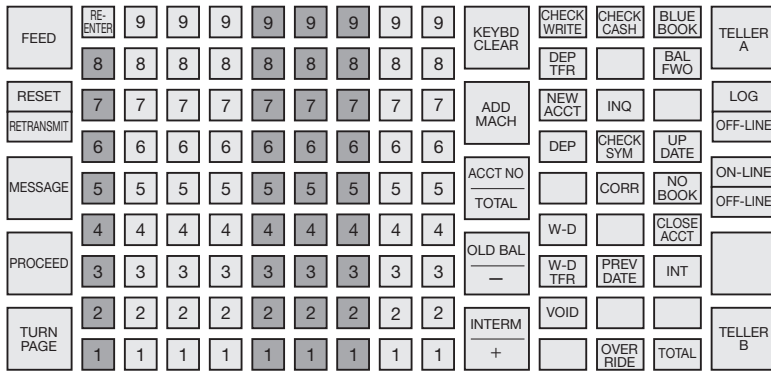 FEED RE-ENTER 9 9 9 9 9 9 9 9 KEYBD CLEAR CHECK WRITE CHECK CASH BLUE BOOK TELLER A
8 8 8 8 8 8 8 8 8 DEP TFR BAL FWO
RESET 7 7 7 7 7 7 7 7 7 ADD MACH NEW ACCT INQ LOG
RETRANSMIT OFF-LINE
6 6 6 6 6 6 6 6 6 DEP CHECK SYM UP DATE
MESSAGE 5 5 5 5 5 5 5 5 5 ACCT NO TOTAL CORR NO BOOK ON-LINE OFF-LINE
4 4 4 4 4 4 4 4 4 W-D CLOSE ACCT
PROCEED 3 3 3 3 3 3 3 3 3 OLD BAL — W-D TFR PREV DATE INT
2 2 2 2 2 2 2 2 2 VOID
TURN PAGE 1 1 1 1 1 1 1 1 1 INTERM + OVER RIDE TOTAL TELLER B